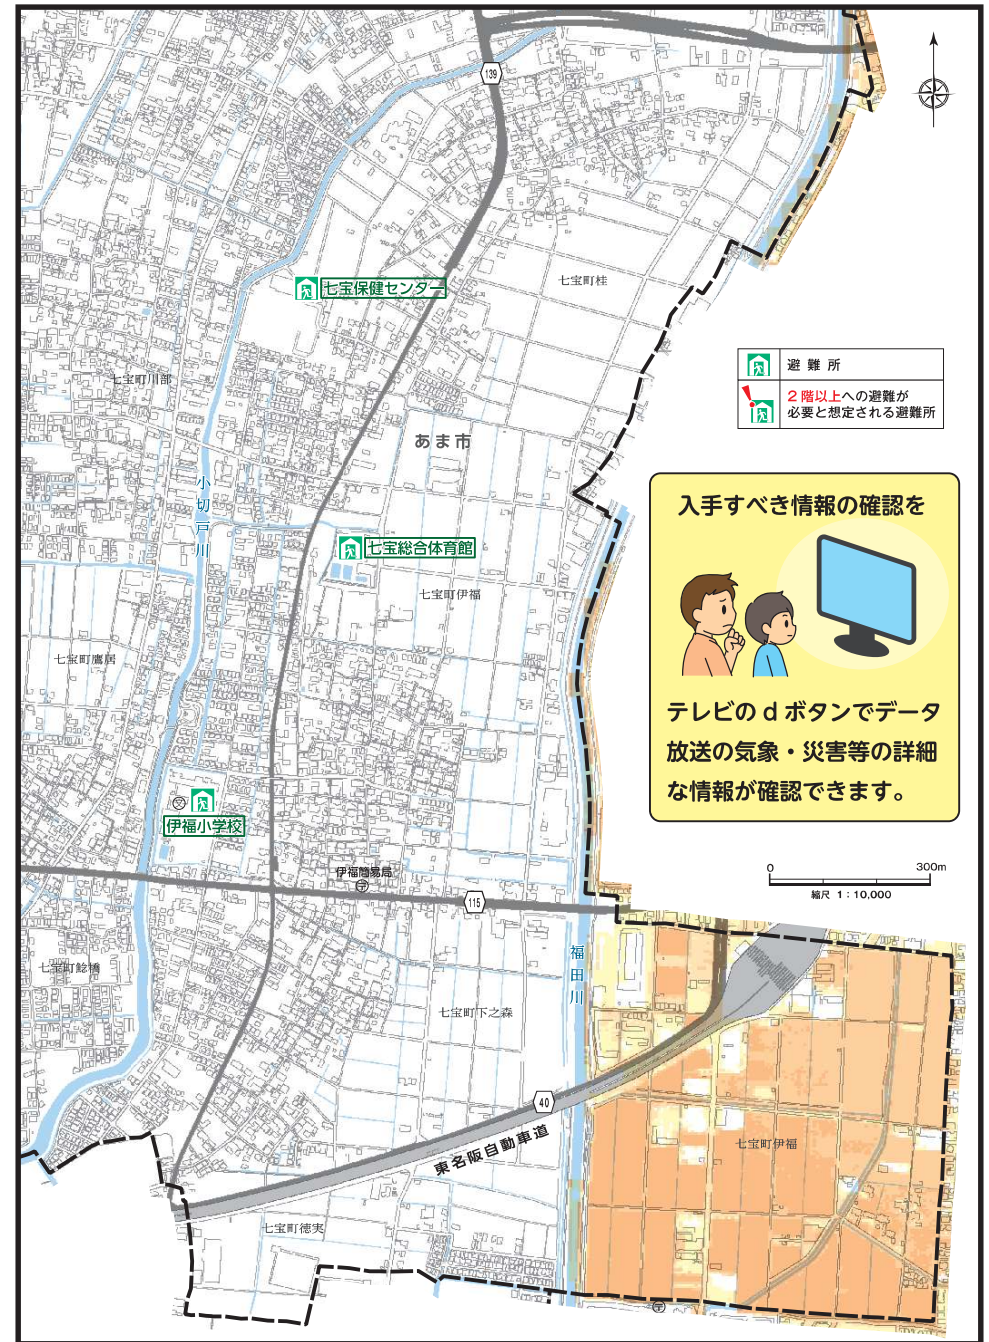 139
七宝保健センター
七宝町桂
避難所
2階以上への避難が
必要と想定される避難所
七宝町川部
あま市
小切戸川
入手すべき情報の確認を
七宝総合体育館
七宝町伊福
七宝町鷹居
テレビのdボタンでデータ
放送の気象・災害等の詳細
な情報が確認できます。
伊福小学校
伊福簡易局
0 300m
縮尺 1：10,000
115
福田川
七宝町鯰橋
七宝町下之森
40
東名阪自動車道
七宝町伊福
七宝町徳実